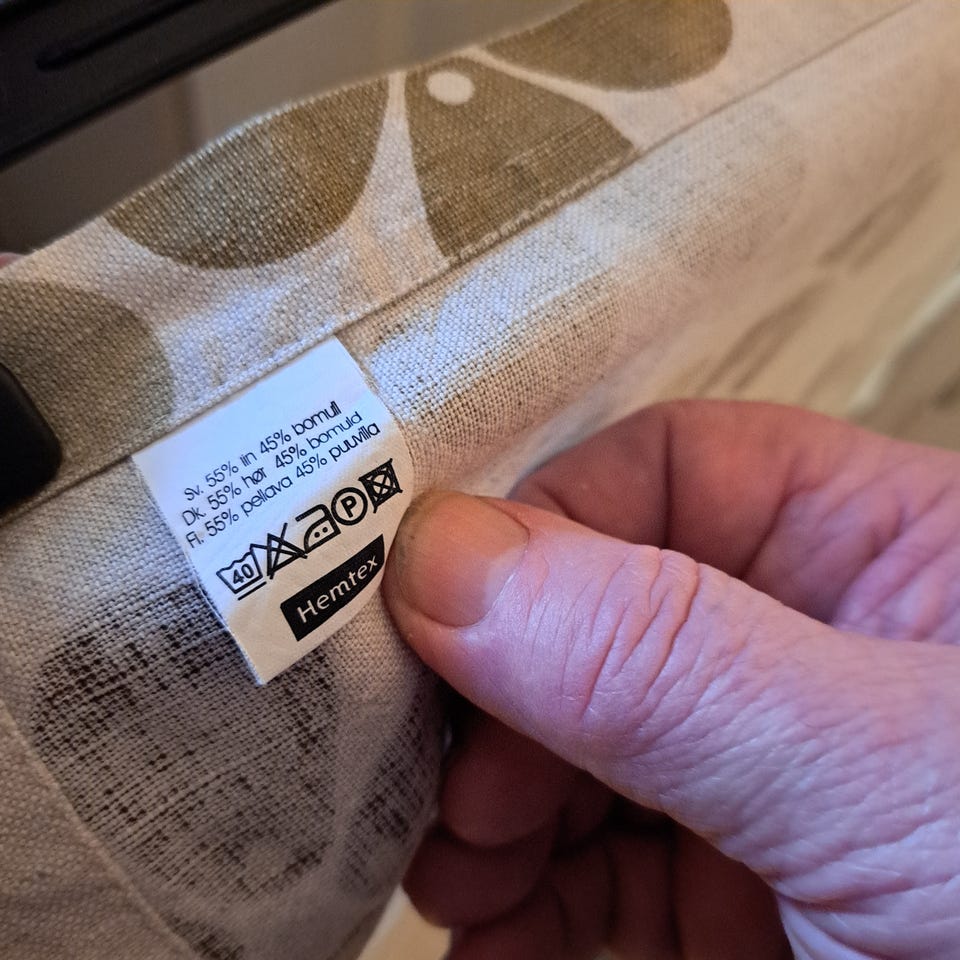 Sv. 55% lin 45% bomull
Dk. 55% hør 45% bomuld
Fi. 55% pellava 45% puuvilla
40 P
Hemtex